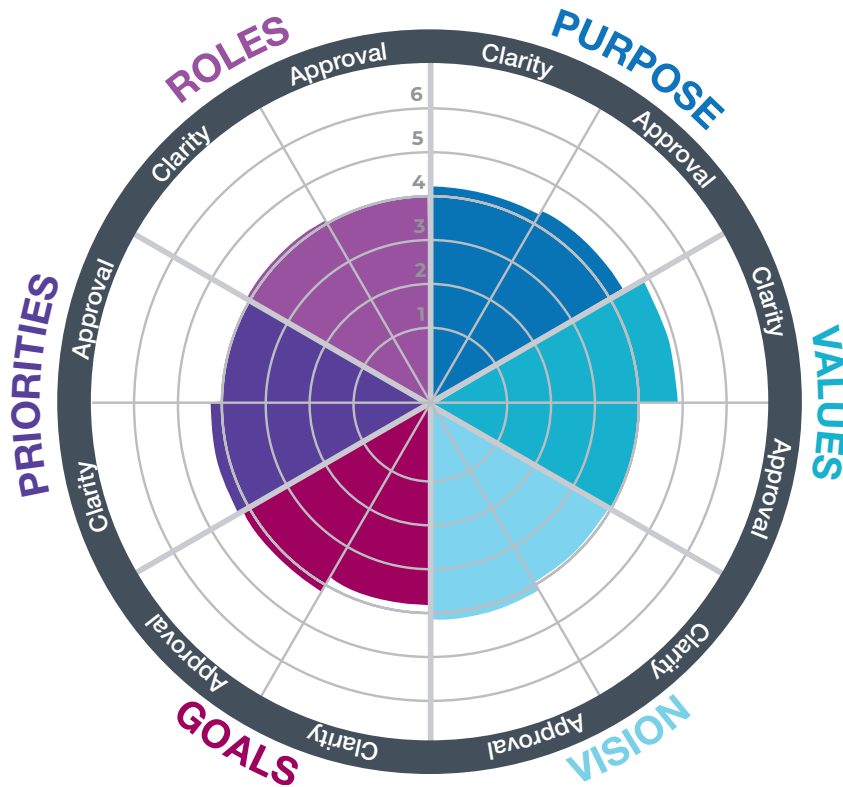 PURPOSE
Clarity
Approval
VALUES
Clarity
Approval
VISION
Clarity
Approval
GOALS
Clarity
Approval
PRIORITIES
Clarity
Approval
ROLES
Clarity
Approval
6
5
4
3
2
1